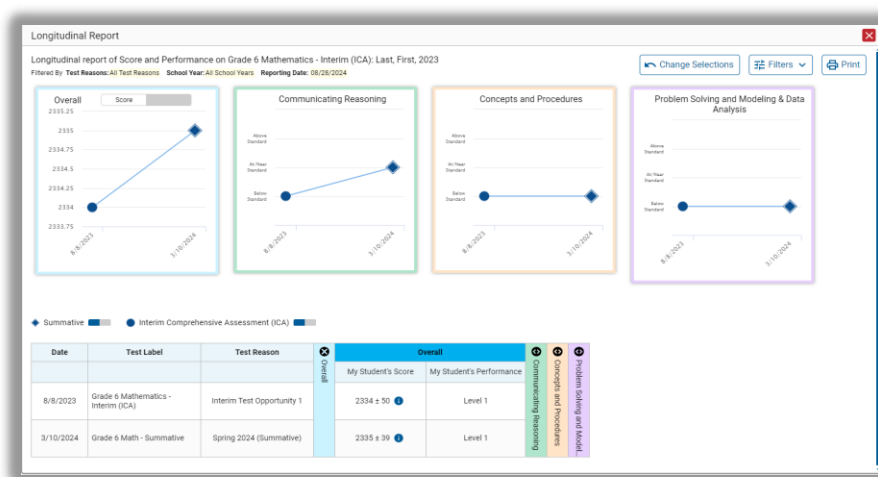 Longitudinal Report
Longitudinal report of Score and Performance on Grade 6 Mathematics - Interim (ICA): Last, First, 2023
Filtered By Test Reasons: All Test Reasons School Year: All School Years Reporting Date: 08/28/2024
Change Selections
Filters
Print
Overall
Score
2335.25
2335
2334.75
2334.5
2334.25
2334
2333.75
8/8/2023
3/10/2024
Communicating Reasoning
Above
Standard
At/Near
Standard
Below
Standard
8/8/2023
3/10/2024
Concepts and Procedures
Above
Standard
At/Near
Standard
Below
Standard
8/8/2023
3/10/2024
Problem Solving and Modeling & Data
Analysis
Above
Standard
At/Near
Standard
Below
Standard
8/8/2023
3/10/2024
Summative
Interim Comprehensive Assessment (ICA)
Date
Test Label
Test Reason
Overall
Overall
Communicating Reasoning
Concepts and Procedures
Problem Solving and Model...
My Student's Score
My Student's Performance
8/8/2023
Grade 6 Mathematics -
Interim (ICA)
Interim Test Opportunity 1
2334 ± 50
Level 1
3/10/2024
Grade 6 Math - Summative
Spring 2024 (Summative)
2335 ± 39
Level 1